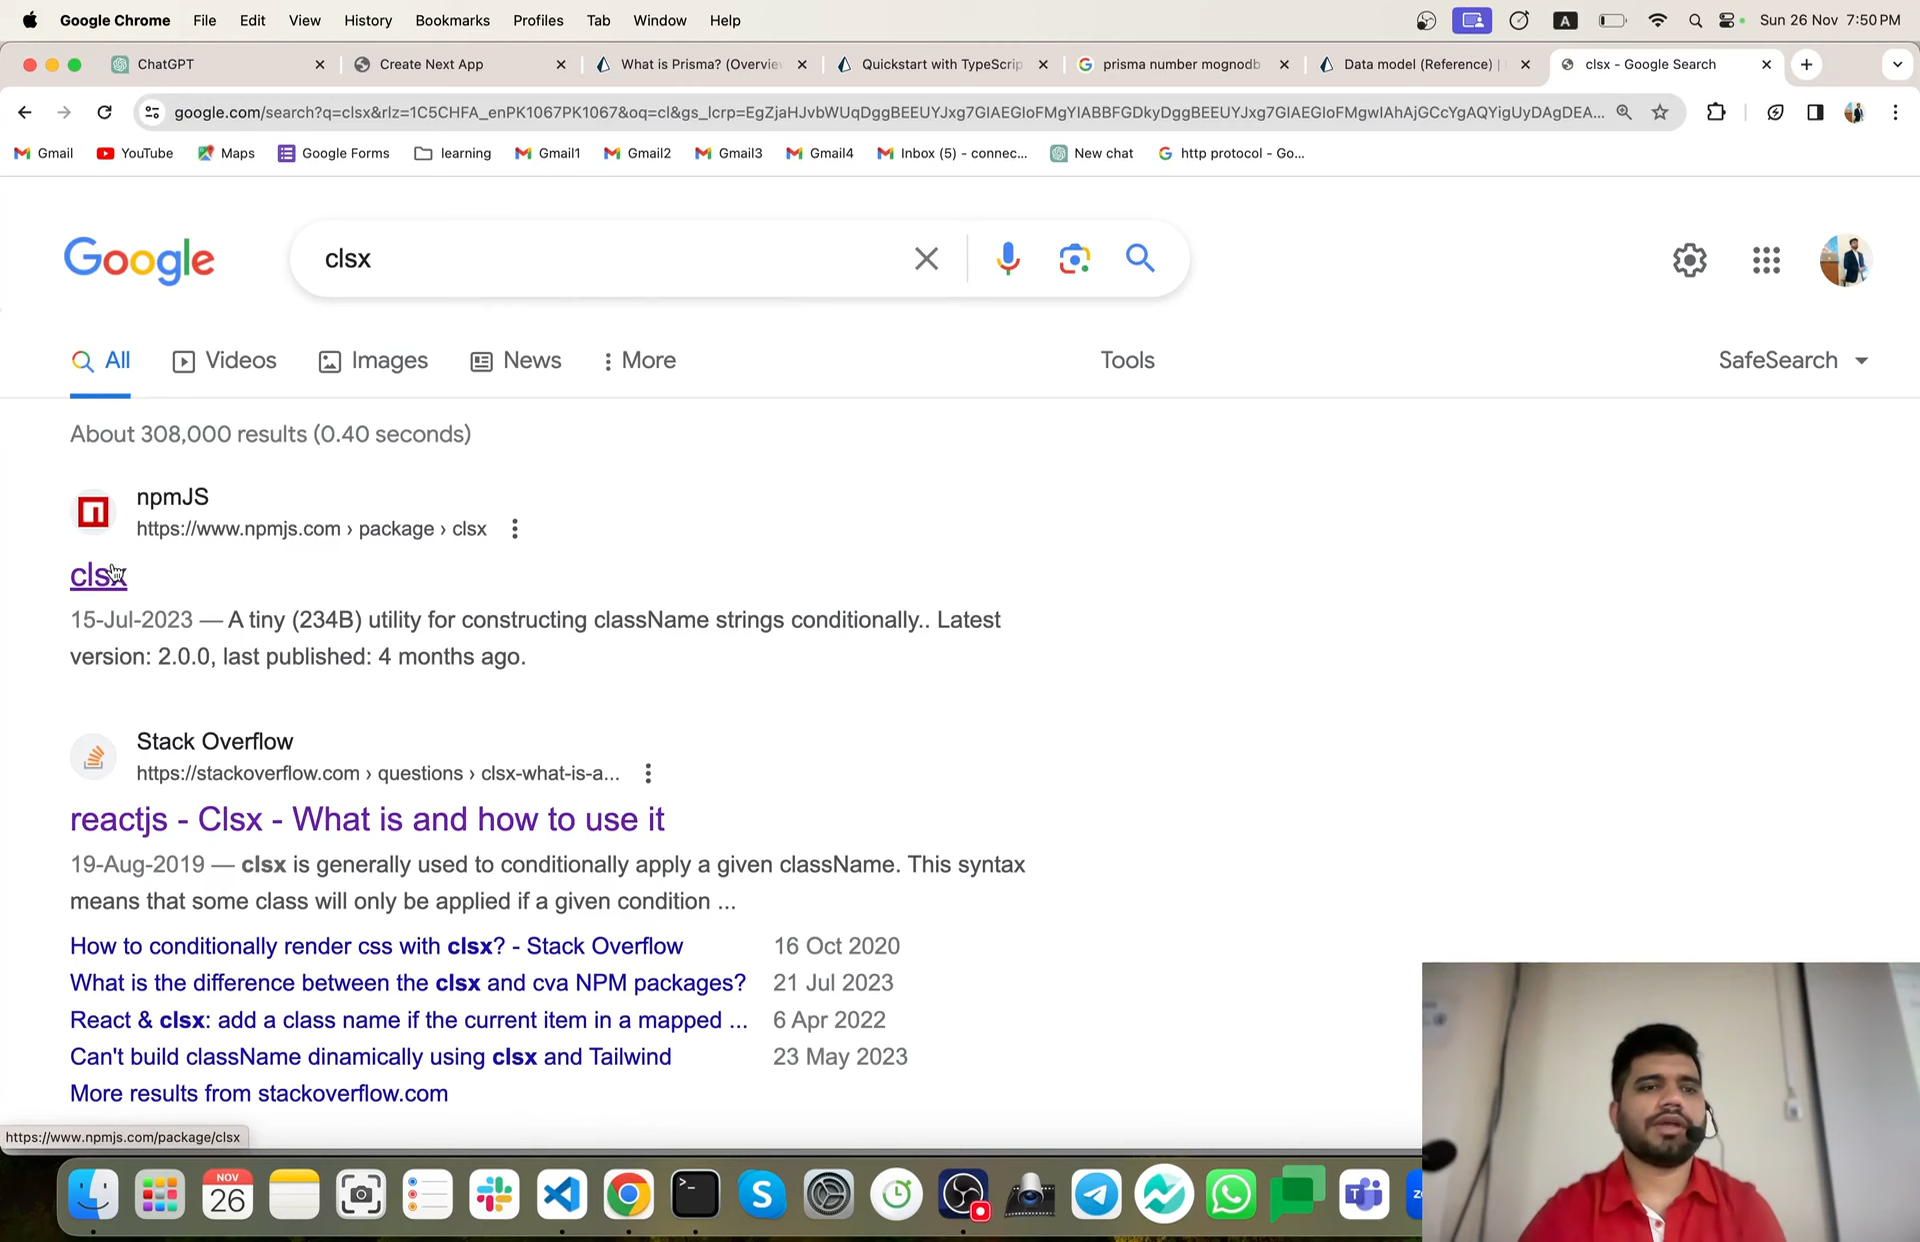 Google Chrome File Edit View History Bookmarks Profiles Tab Window Help
A Sun 26 Nov 7:50 PM
ChatGPT Create Next App What is Prisma? (Overvie Quickstart with TypeScrip prisma number mognodb Data model (Reference) | clsx - Google Search
google.com/search?q=clsx&rlz=1C5CHFA_enPK1067PK1067&oq=cl&gs_lcrp=EgZjaHJvbWUqDggBEEUYJxg7GIAEGIoFMgYIABBFGDkyDggBEEUYJxg7GIAEGIoFMgwIAhAjGCcYgAQYigUyDAgDEA...
Gmail YouTube Maps Google Forms learning Gmail1 Gmail2 Gmail3 Gmail4 Inbox (5) - connec... New chat http protocol - Go...
Google clsx
All Videos Images News More Tools SafeSearch
About 308,000 results (0.40 seconds)
npmJS
https://www.npmjs.com › package › clsx
clsx
15-Jul-2023 — A tiny (234B) utility for constructing className strings conditionally.. Latest
version: 2.0.0, last published: 4 months ago.
Stack Overflow
https://stackoverflow.com › questions › clsx-what-is-a...
reactjs - Clsx - What is and how to use it
19-Aug-2019 — clsx is generally used to conditionally apply a given className. This syntax
means that some class will only be applied if a given condition ...
How to conditionally render css with clsx? - Stack Overflow 16 Oct 2020
What is the difference between the clsx and cva NPM packages? 21 Jul 2023
React & clsx: add a class name if the current item in a mapped ... 6 Apr 2022
Can't build className dinamically using clsx and Tailwind 23 May 2023
More results from stackoverflow.com
https://www.npmjs.com/package/clsx
NOV
26